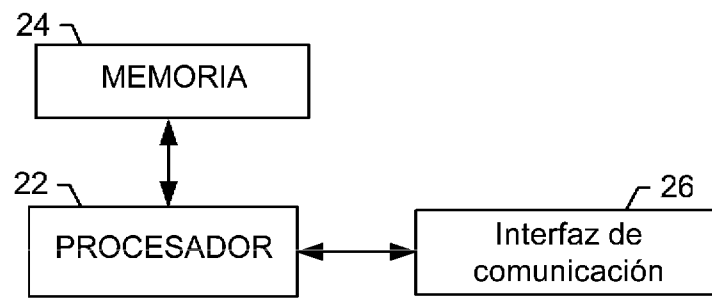 24
MEMORIA
22
PROCESADOR
26
Interfaz de
comunicación